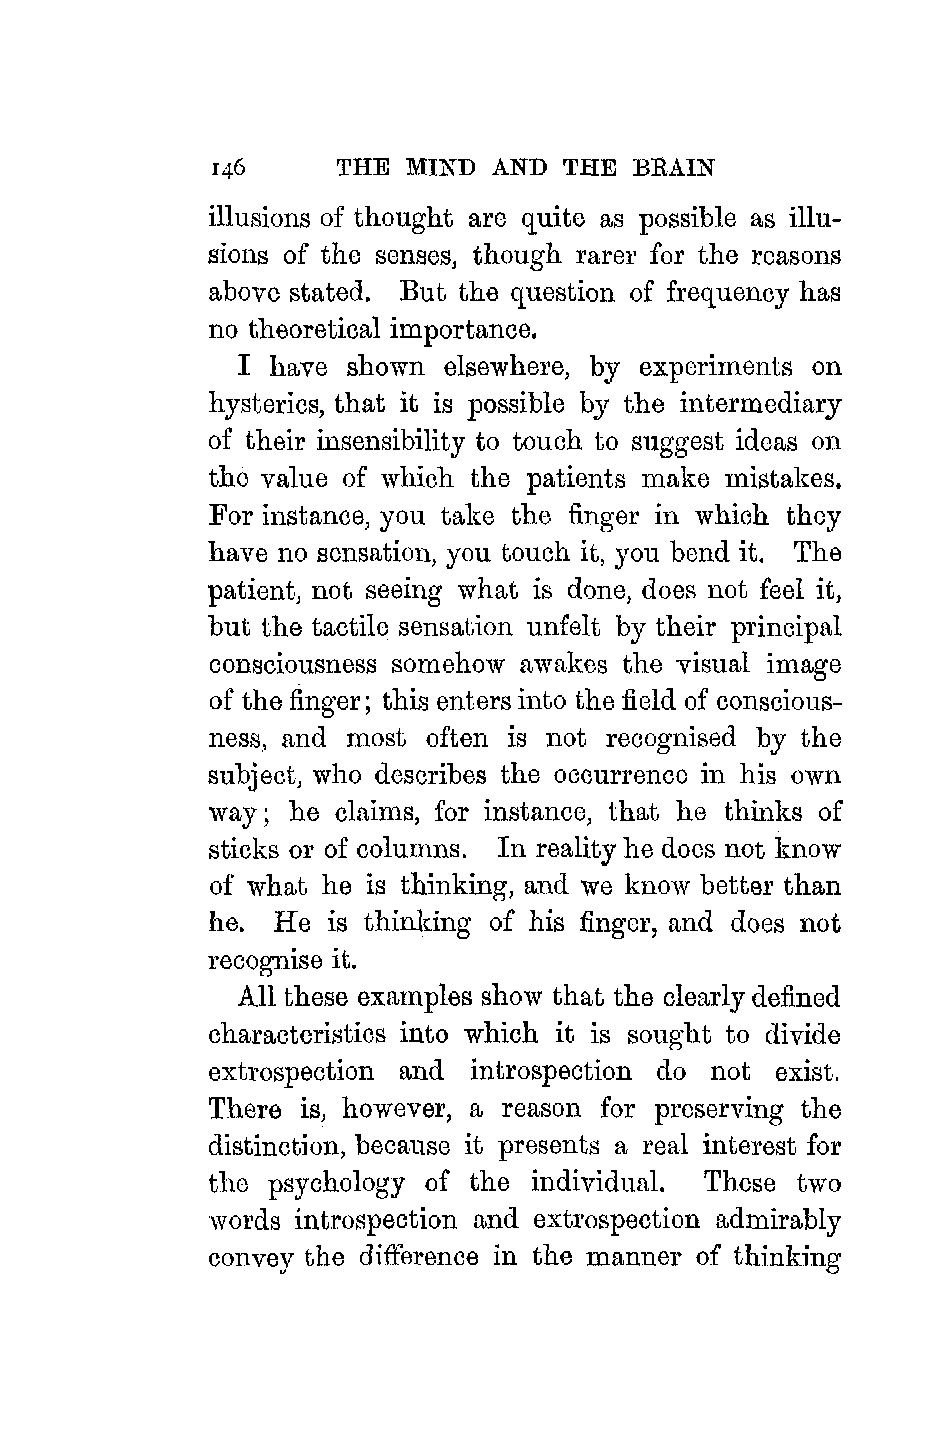 146 THE MIND AND THE BRAIN
illusions of thought are quite as possible as illu-
sions of the senses, though rarer for the reasons
above stated. But the question of frequency has
no theoretical importance.
I have shown elsewhere, by experiments on
hysterics, that it is possible by the intermediary
of their insensibility to touch to suggest ideas on
the value of which the patients make mistakes.
For instance, you take the finger in which they
have no sensation, you touch it, you bend it. The
patient, not seeing what is done, does not feel it,
but the tactile sensation unfelt by their principal
consciousness somehow awakes the visual image
of the finger; this enters into the field of conscious-
ness, and most often is not recognised by the
subject, who describes the occurrence in his own
way; he claims, for instance, that he thinks of
sticks or of columns. In reality he does not know
of what he is thinking, and we know better than
he. He is thinking of his finger, and does not
recognise it.
All these examples show that the clearly defined
characteristics into which it is sought to divide
extrospection and introspection do not exist.
There is, however, a reason for preserving the
distinction, because it presents a real interest for
the psychology of the individual. These two
words introspection and extrospection admirably
convey the difference in the manner of thinking